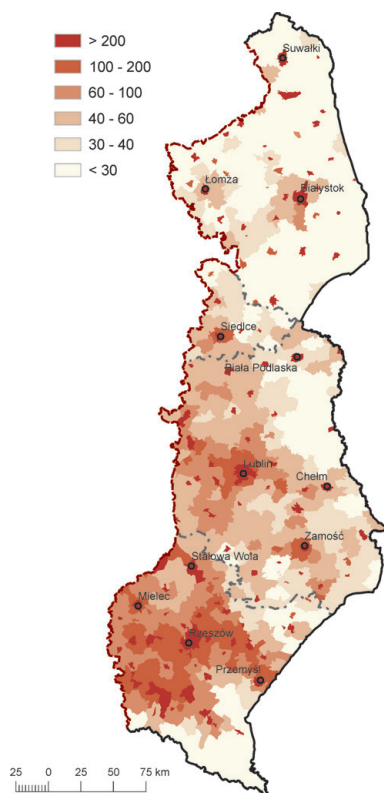 > 200
100 - 200
60 - 100
40 - 60
30 - 40
< 30
Suwałki
Łomża
Białystok
Siedlce
Biała Podlaska
Lublin
Chełm
Zamość
Stalowa Wola
Mielec
Rzeszów
Przemyśl
25 0 25 50 75 km